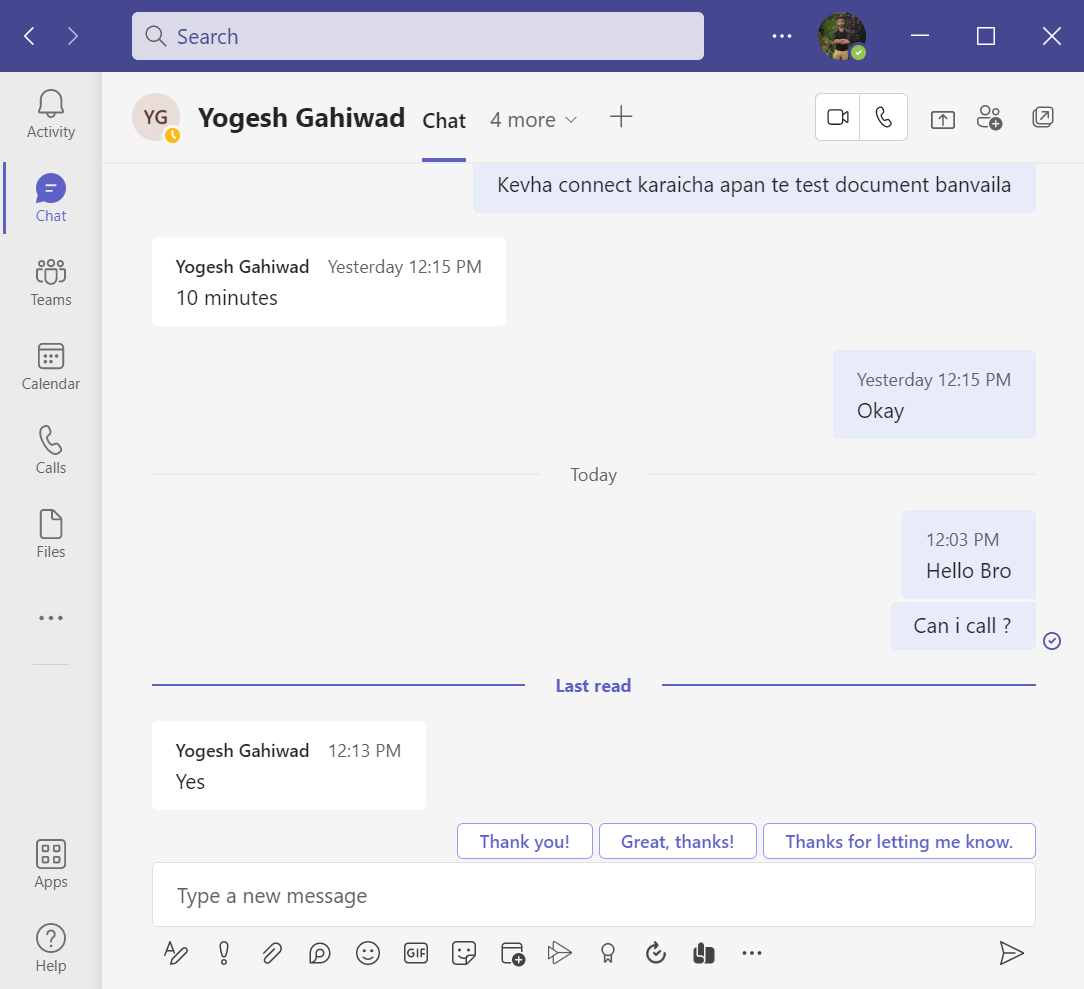 Search
Activity
Chat
Teams
Calendar
Calls
Files
Apps
Help
YG
Yogesh Gahiwad
Chat
4 more
Kevha connect karaicha apan te test document banvaila
Yogesh Gahiwad Yesterday 12:15 PM
10 minutes
Yesterday 12:15 PM
Okay
Today
12:03 PM
Hello Bro
Can i call ?
Last read
Yogesh Gahiwad 12:13 PM
Yes
Thank you! Great, thanks! Thanks for letting me know.
Type a new message
GIF